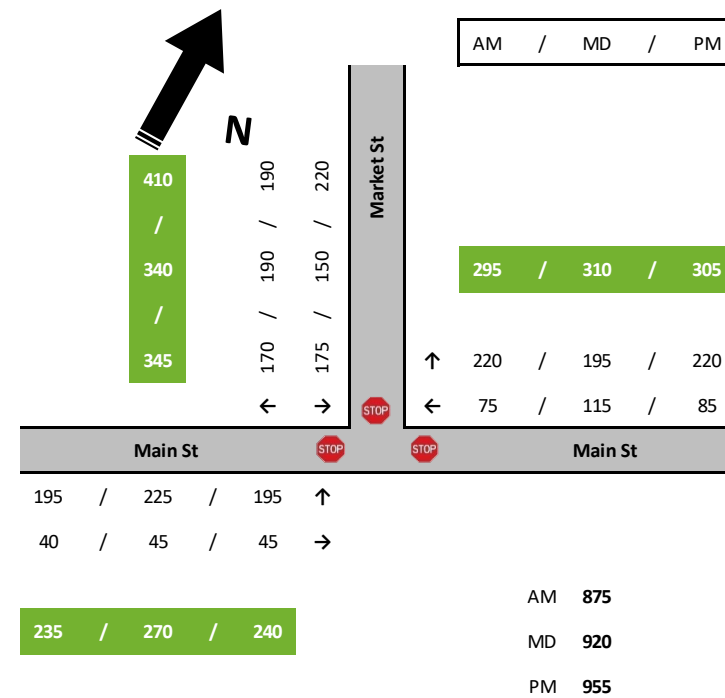 AM / MD / PM
N
Market St
410 / 340 / 345
190 / 190 / 170
220 / 150 / 175
295 / 310 / 305
↑ 220 / 195 / 220
← → STOP ← 75 / 115 / 85
Main St STOP STOP Main St
195 / 225 / 195 ↑
40 / 45 / 45 →
235 / 270 / 240
AM 875
MD 920
PM 955